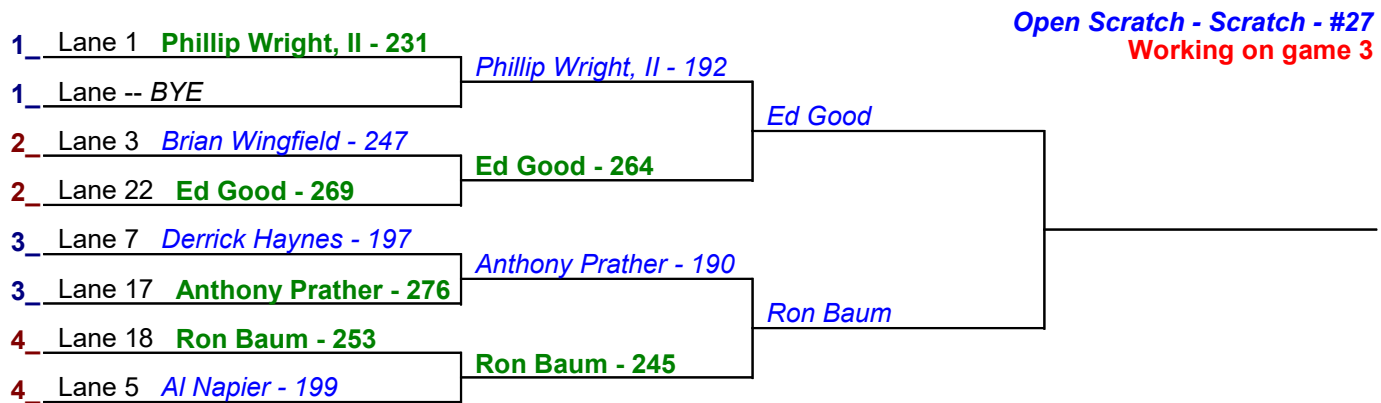 Open Scratch - Scratch - #27
Working on game 3
1_ Lane 1 Phillip Wright, II - 231
Phillip Wright, II - 192
1_ Lane -- BYE
Ed Good
2_ Lane 3 Brian Wingfield - 247
Ed Good - 264
2_ Lane 22 Ed Good - 269
3_ Lane 7 Derrick Haynes - 197
Anthony Prather - 190
3_ Lane 17 Anthony Prather - 276
Ron Baum
4_ Lane 18 Ron Baum - 253
Ron Baum - 245
4_ Lane 5 Al Napier - 199